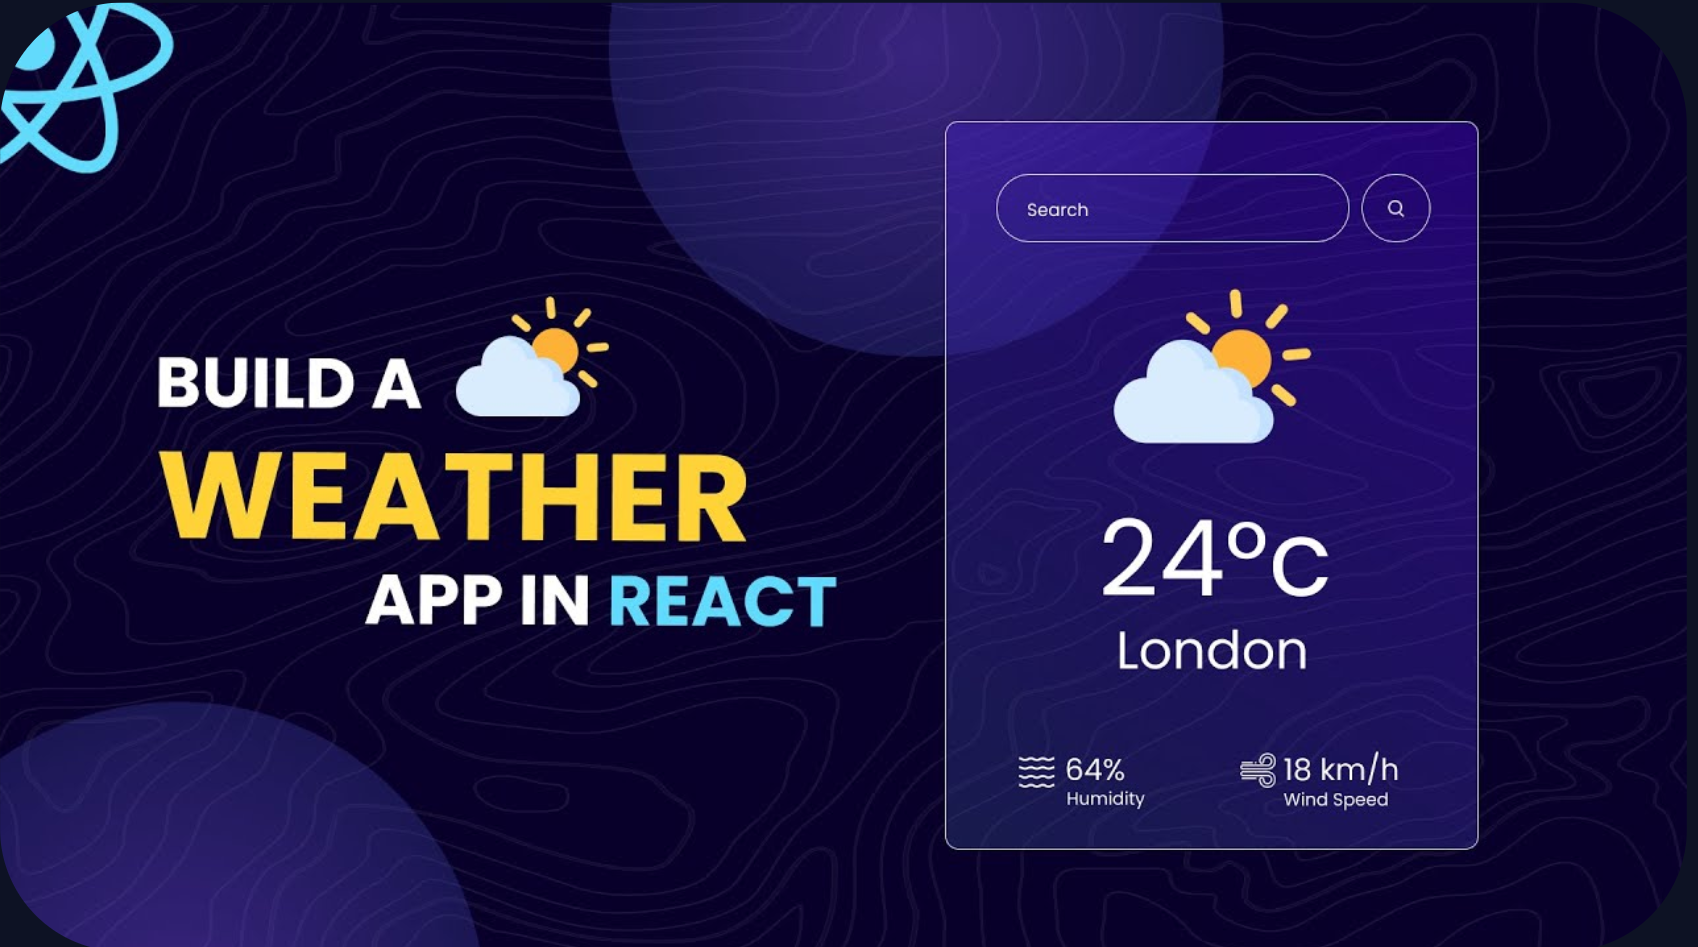 BUILD A
WEATHER
APP IN REACT
Search
24°c
London
64%
Humidity
18 km/h
Wind Speed